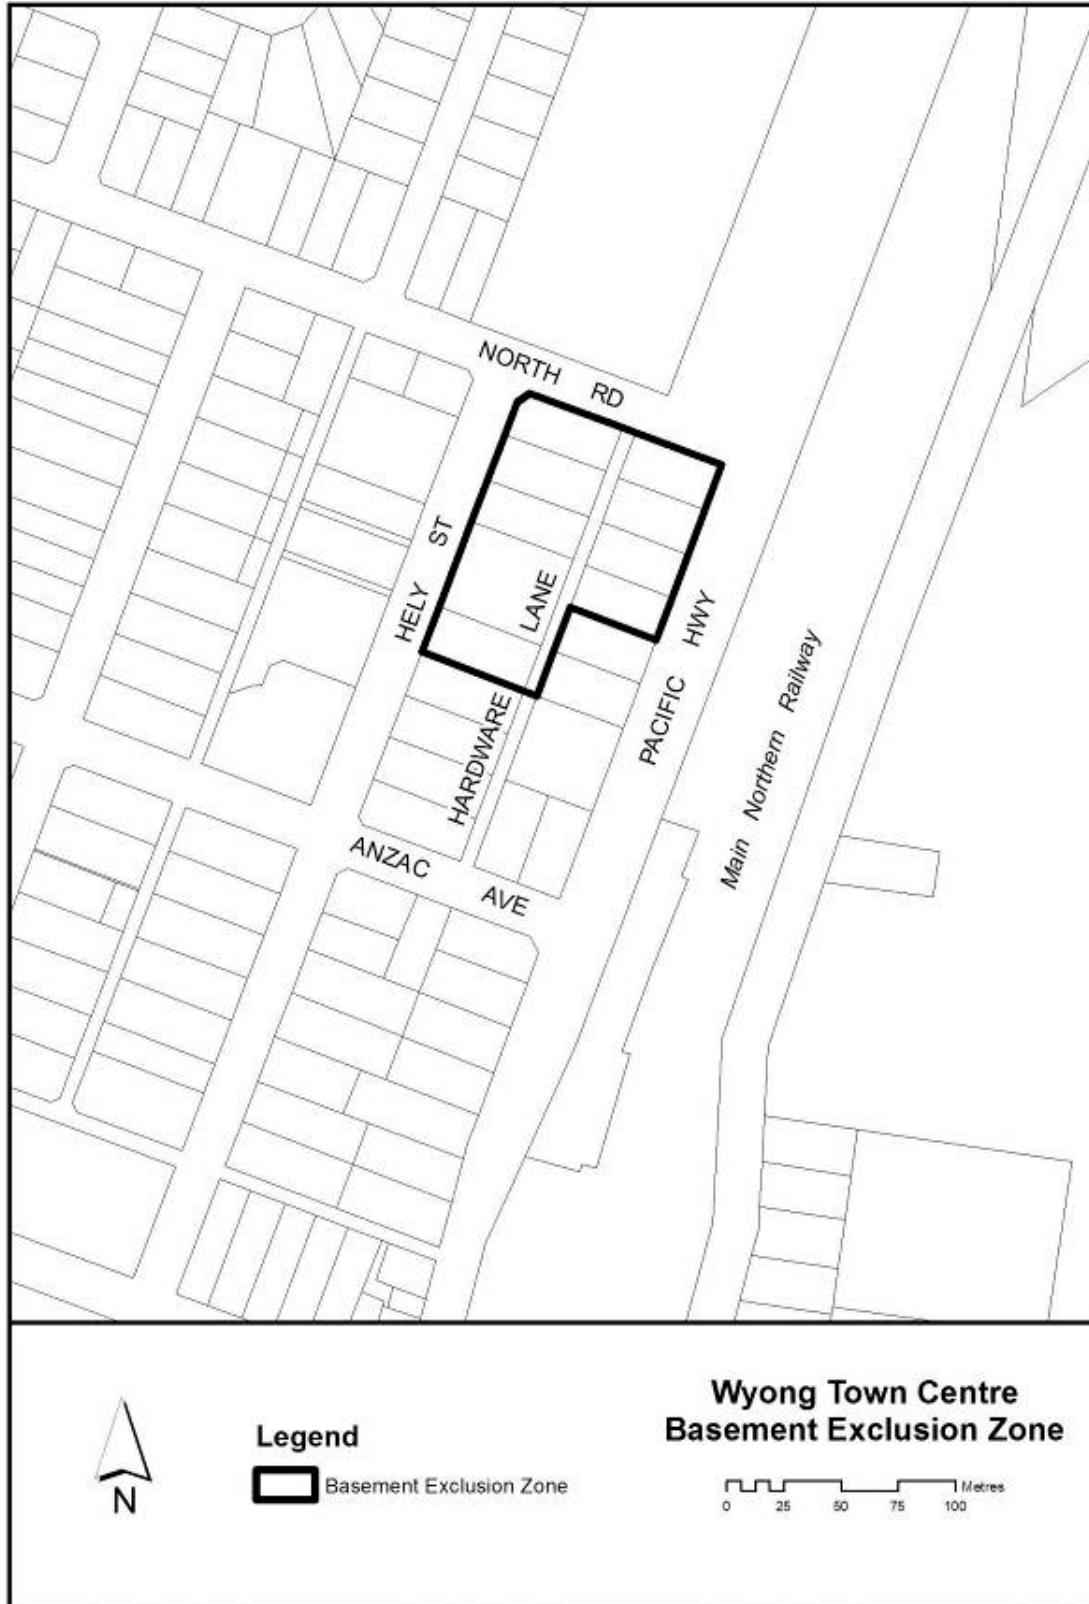 NORTH RD
HELY ST
HARDWARE LANE
PACIFIC HWY
Main Northern Railway
ANZAC AVE
N
Legend
Basement Exclusion Zone
Wyong Town Centre
Basement Exclusion Zone
0 25 50 75 100 Metres